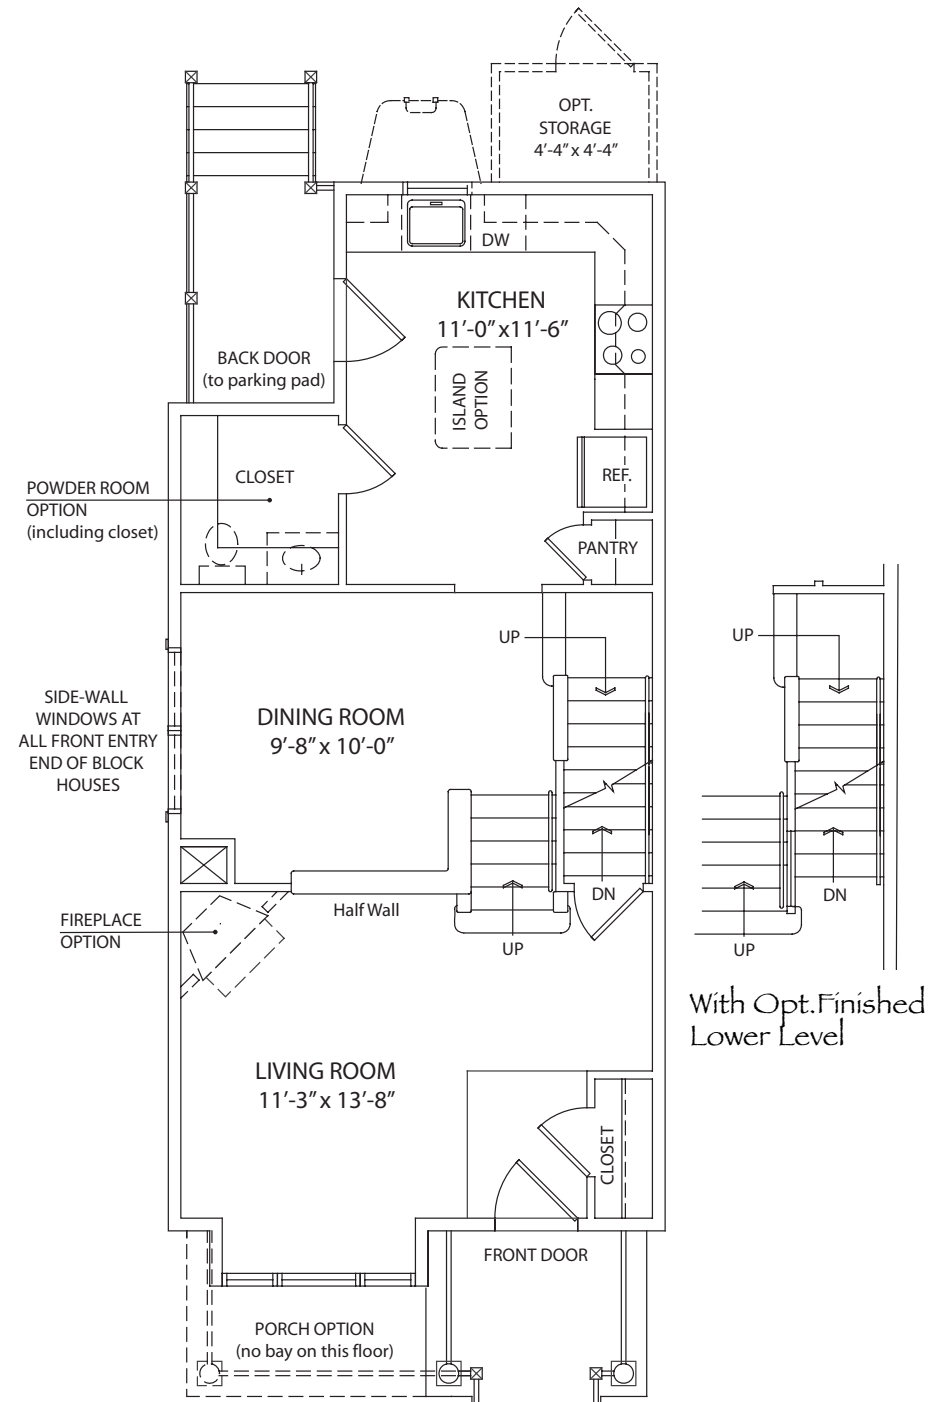 OPT.
STORAGE
4'-4" x 4'-4"
DW
KITCHEN
11'-0" x11'-6"
BACK DOOR
(to parking pad)
ISLAND
OPTION
CLOSET
REF.
POWDER ROOM
OPTION
(including closet)
PANTRY
UP
UP
SIDE-WALL
WINDOWS AT
ALL FRONT ENTRY
END OF BLOCK
HOUSES
DINING ROOM
9'-8" x 10'-0"
DN
DN
Half Wall
FIREPLACE
OPTION
UP
UP
With Opt.Finished
Lower Level
LIVING ROOM
11'-3" x 13'-8"
CLOSET
FRONT DOOR
PORCH OPTION
(no bay on this floor)